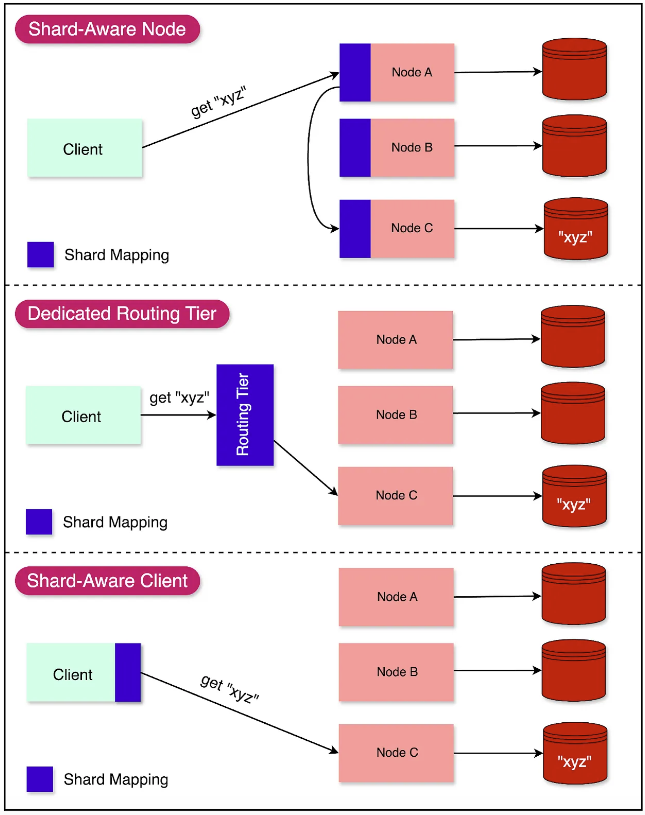 Shard-Aware Node
Client
get "xyz"
Node A
Node B
Node C
"xyz"
Shard Mapping
Dedicated Routing Tier
Client
get "xyz"
Routing Tier
Node A
Node B
Node C
"xyz"
Shard Mapping
Shard-Aware Client
Client
get "xyz"
Node A
Node B
Node C
"xyz"
Shard Mapping